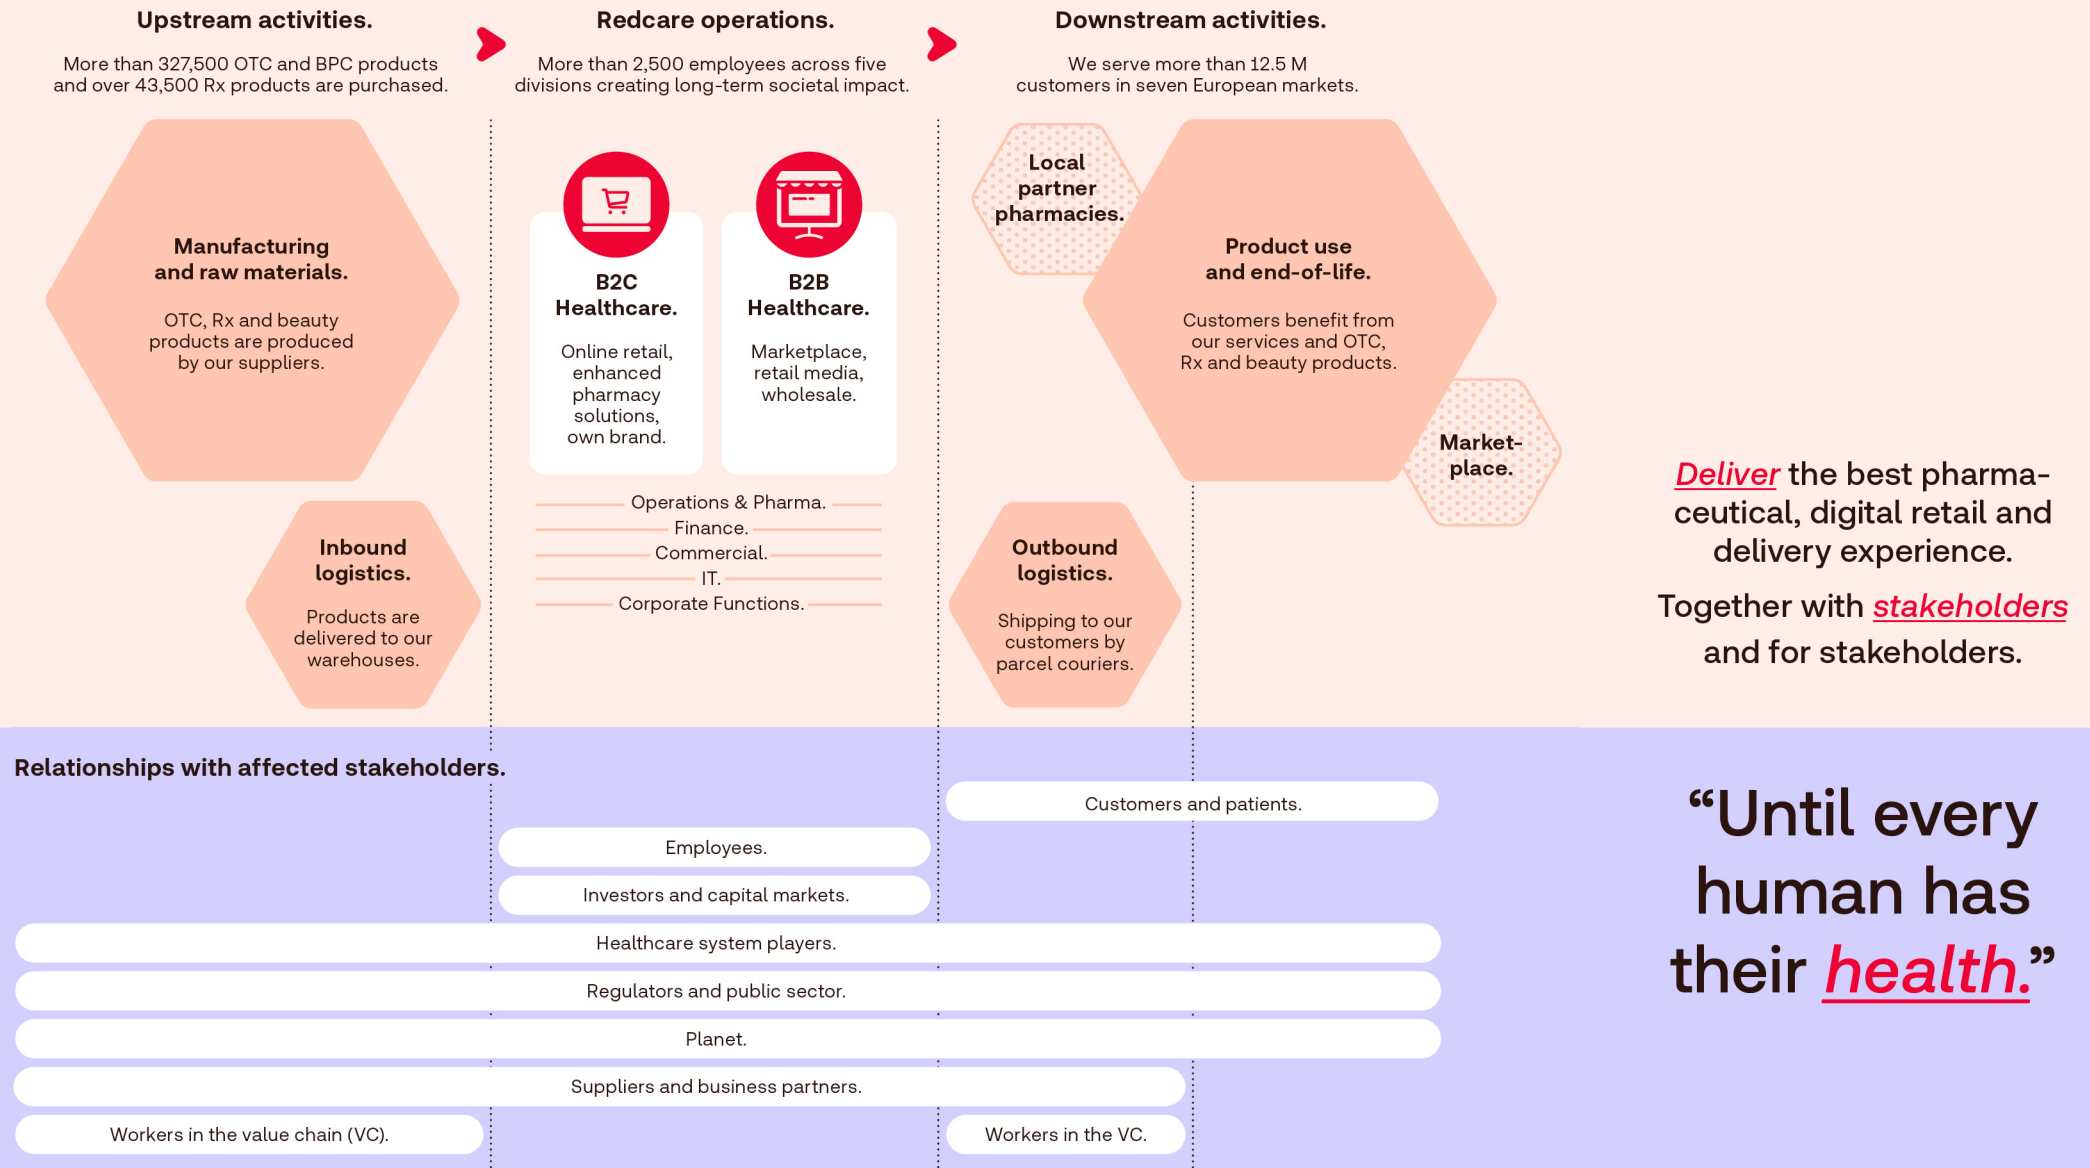 Upstream activities.
More than 327,500 OTC and BPC products
and over 43,500 Rx products are purchased.
Manufacturing
and raw materials.
OTC, Rx and beauty
products are produced
by our suppliers.
Inbound
logistics.
Products are
delivered to our
warehouses.
Redcare operations.
More than 2,500 employees across five
divisions creating long-term societal impact.
B2C
Healthcare.
Online retail,
enhanced
pharmacy
solutions,
own brand.
B2B
Healthcare.
Marketplace,
retail media,
wholesale.
Operations & Pharma.
Finance.
Commercial.
IT.
Corporate Functions.
Downstream activities.
We serve more than 12.5 M
customers in seven European markets.
Local
partner
pharmacies.
Product use
and end-of-life.
Customers benefit from
our services and OTC,
Rx and beauty products.
Market-
place.
Outbound
logistics.
Shipping to our
customers by
parcel couriers.
Deliver the best pharma-
ceutical, digital retail and
delivery experience.
Together with stakeholders
and for stakeholders.
Relationships with affected stakeholders.
Customers and patients.
Employees.
Investors and capital markets.
Healthcare system players.
Regulators and public sector.
Planet.
Suppliers and business partners.
Workers in the value chain (VC).
Workers in the VC.
“Until every
human has
their health.”